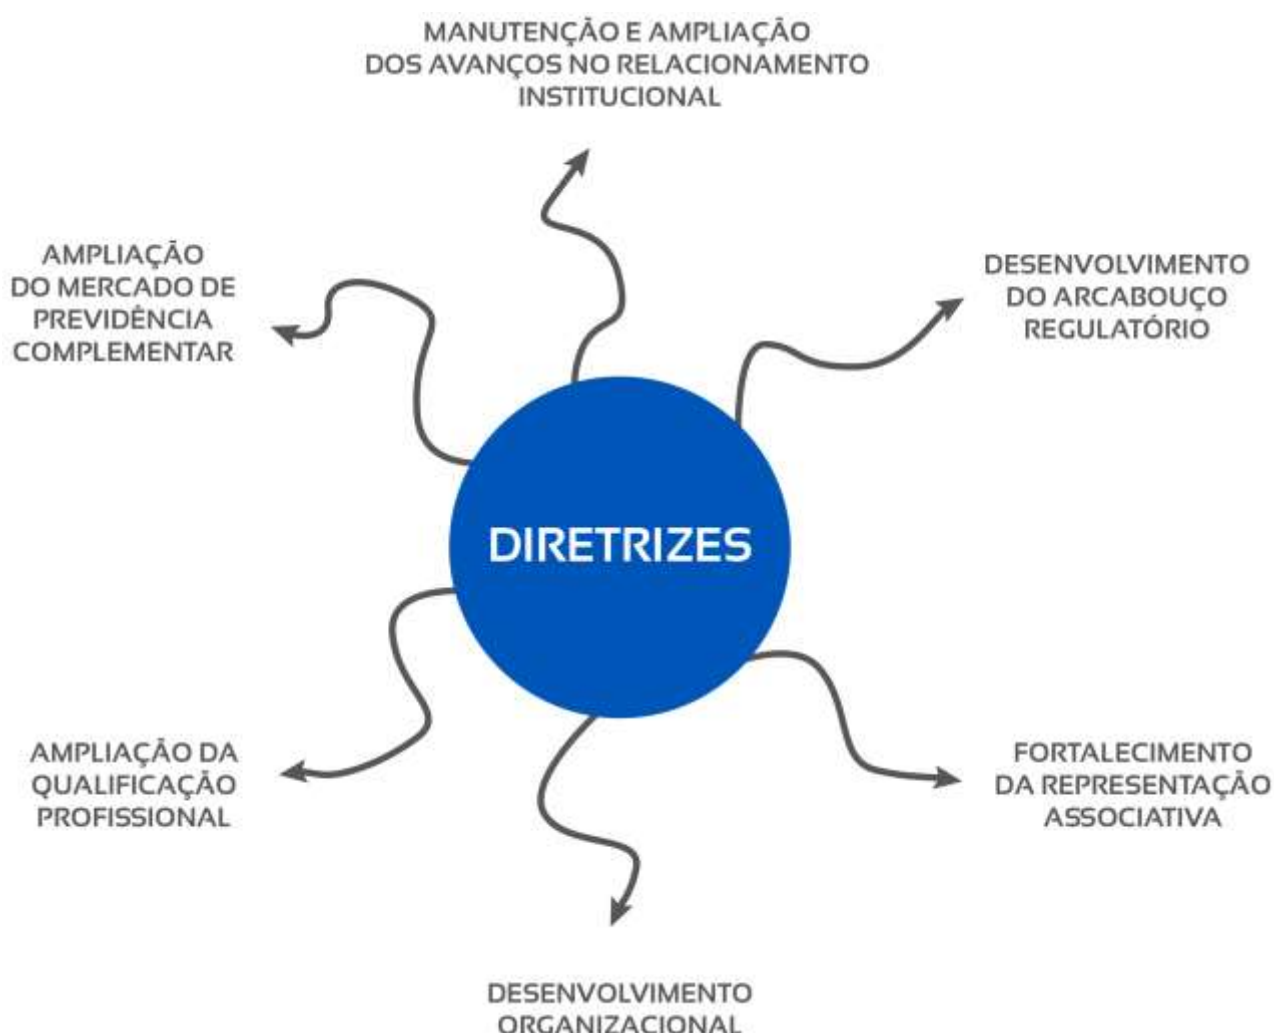 MANUTENÇÃO E AMPLIAÇÃO
DOS AVANÇOS NO RELACIONAMENTO
INSTITUCIONAL
AMPLIAÇÃO
DO MERCADO DE
PREVIDÊNCIA
COMPLEMENTAR
DESENVOLVIMENTO
DO ARCABOUÇO
REGULATÓRIO
DIRETRIZES
AMPLIAÇÃO DA
QUALIFICAÇÃO
PROFISSIONAL
FORTALECIMENTO
DA REPRESENTAÇÃO
ASSOCIATIVA
DESENVOLVIMENTO
ORGANIZACIONAL